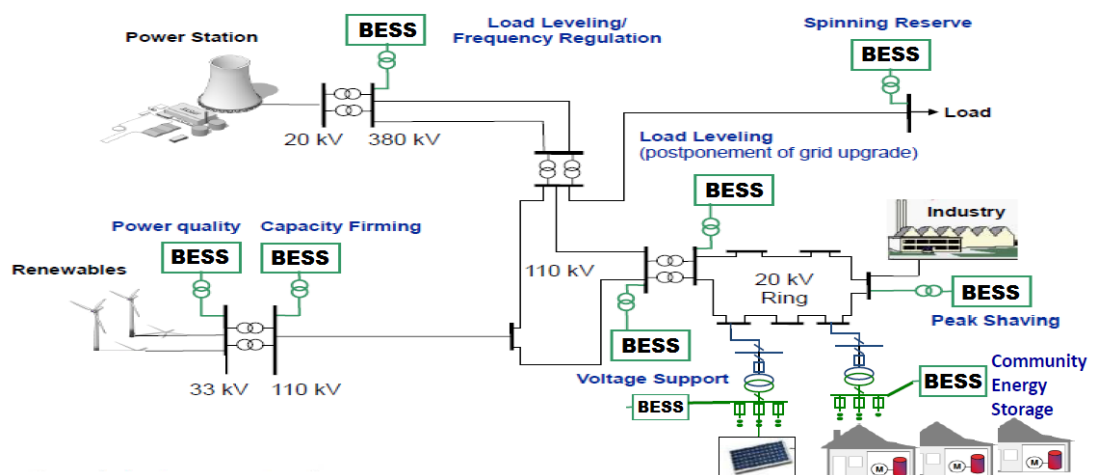 BESS
Load Leveling/
Frequency Regulation
Spinning Reserve
Power Station
BESS
Load
20 kV
380 kV
Load Leveling
(postponement of grid upgrade)
BESS
Industry
Power quality
Capacity Firming
BESS
BESS
Renewables
110 kV
20 kV
Ring
BESS
Peak Shaving
BESS
33 kV
110 kV
Voltage Support
BESS
BESS
Community
Energy
Storage
M
M
M